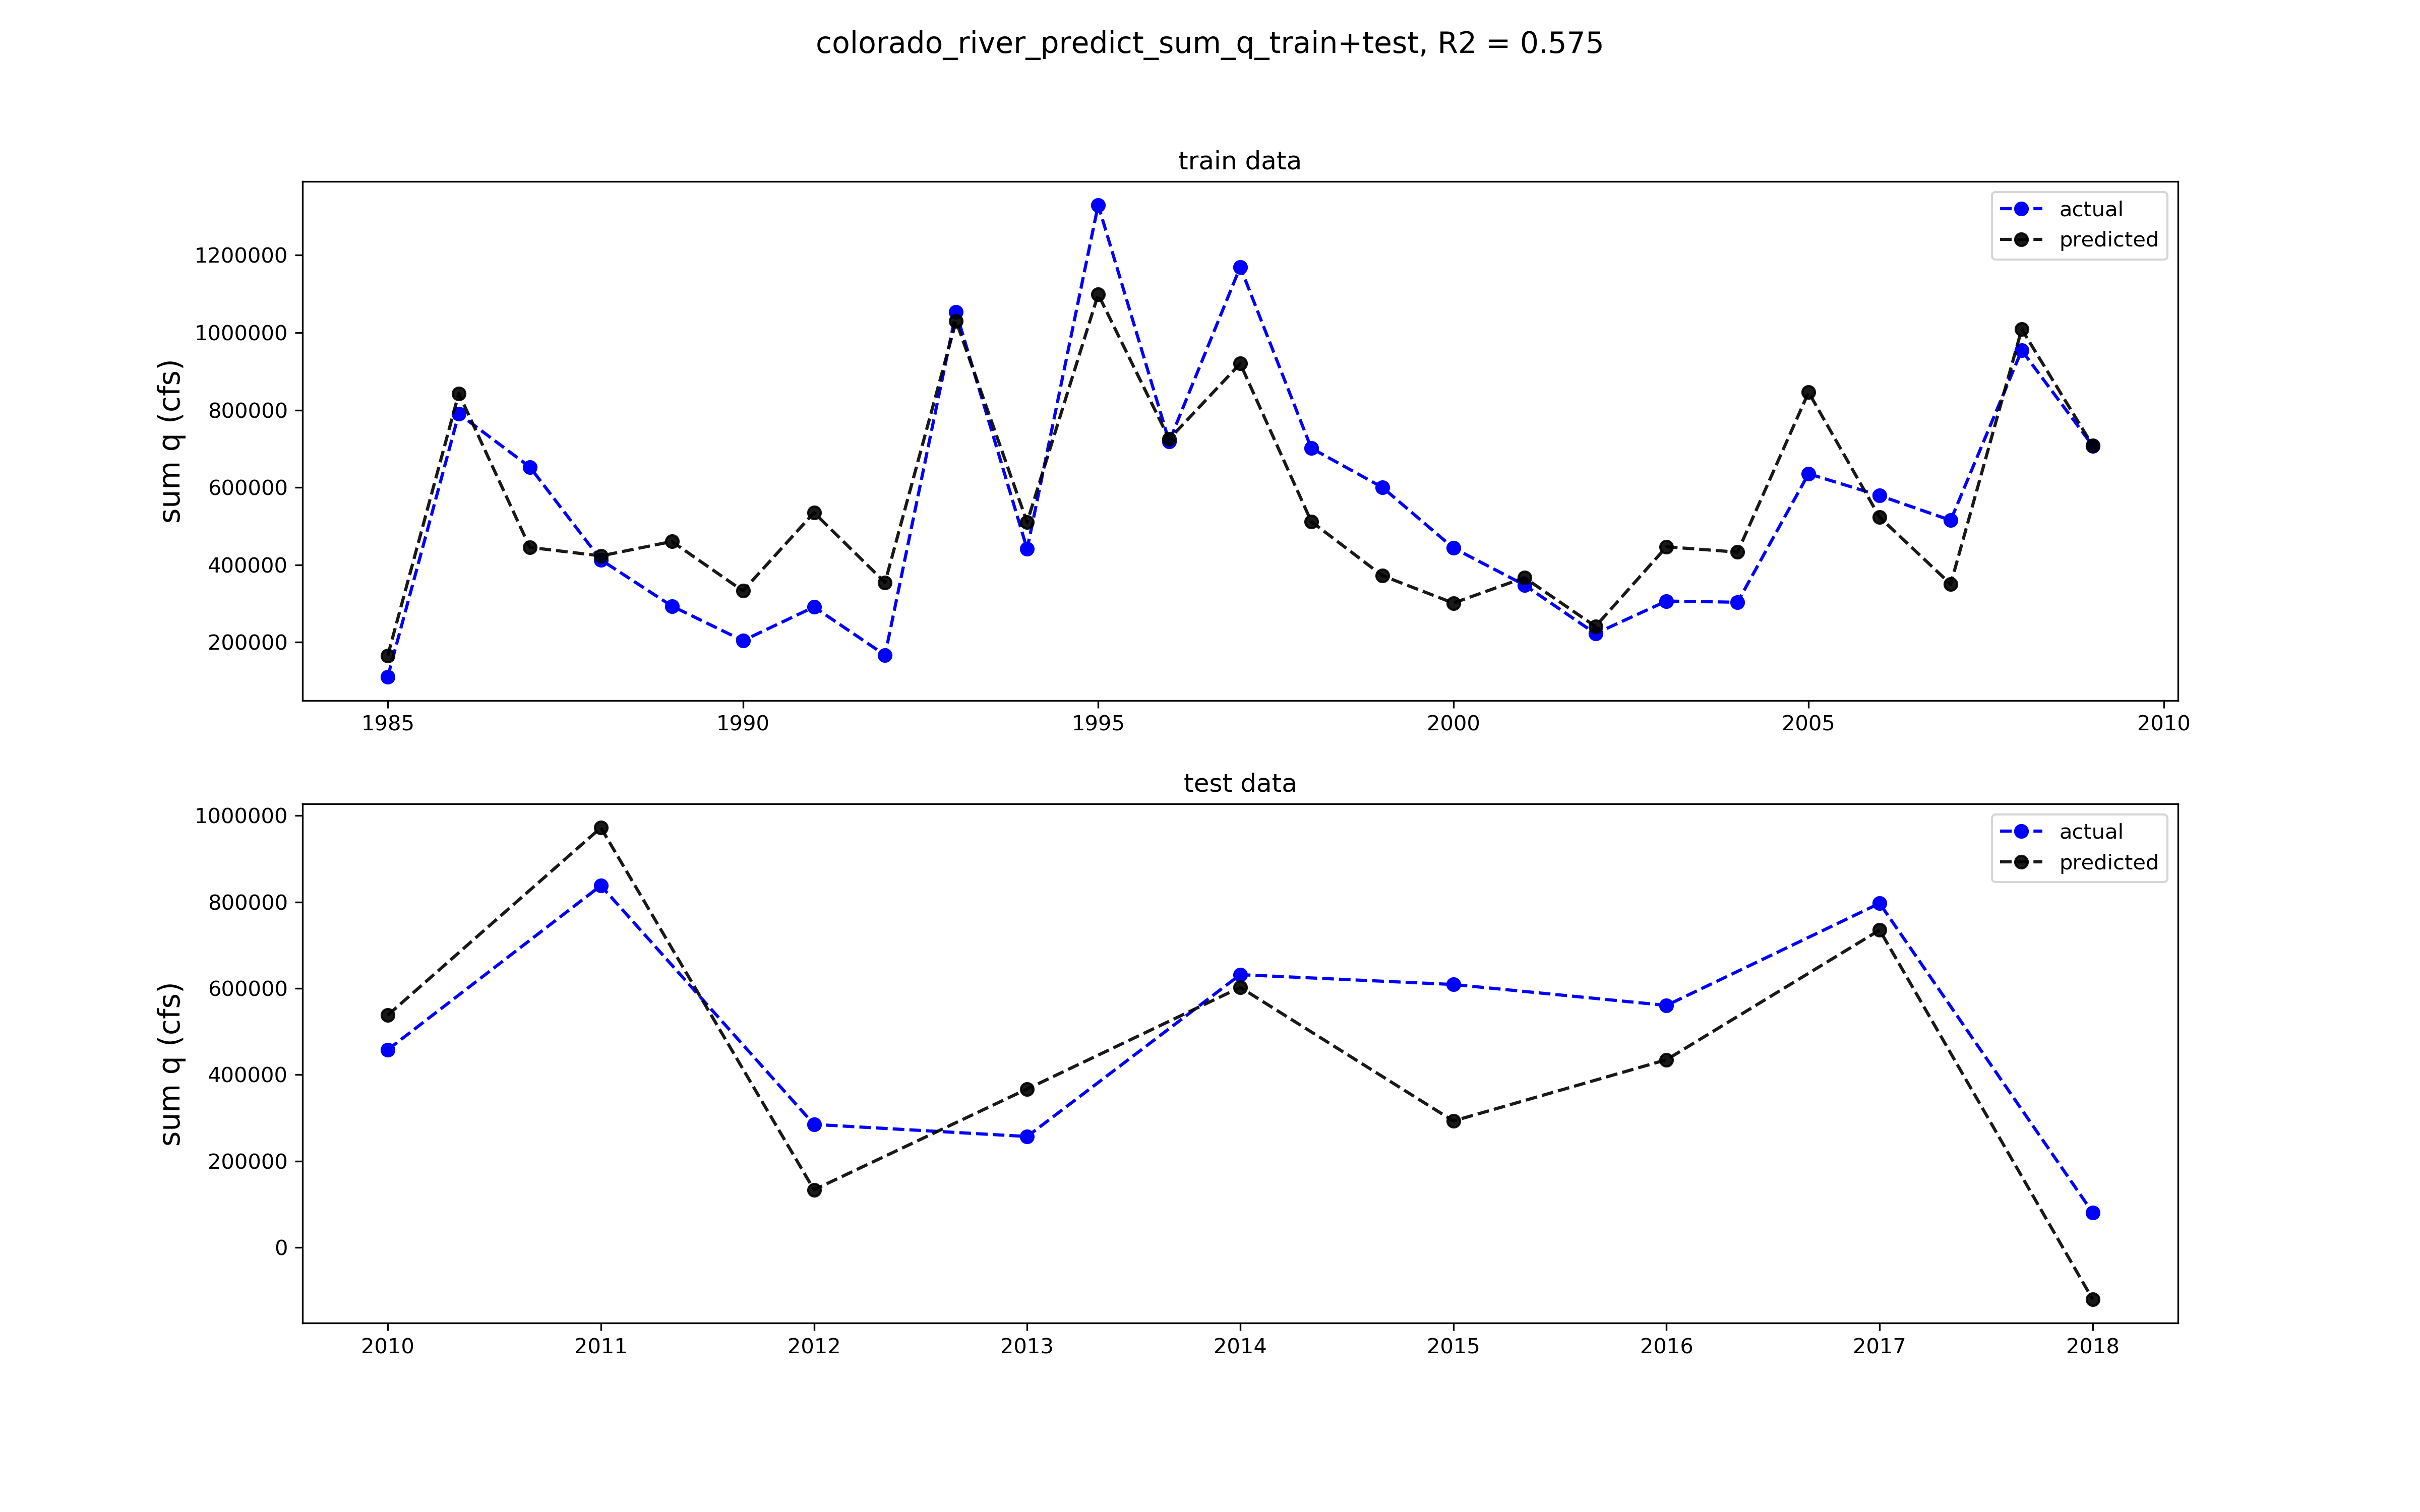 colorado_river_predict_sum_q_train+test, R2 = 0.575
train data
actual
predicted
sum q (cfs)
1200000
1000000
800000
600000
400000
200000
1985 1990 1995 2000 2005 2010
test data
actual
predicted
sum q (cfs)
1000000
800000
600000
400000
200000
0
2010 2011 2012 2013 2014 2015 2016 2017 2018